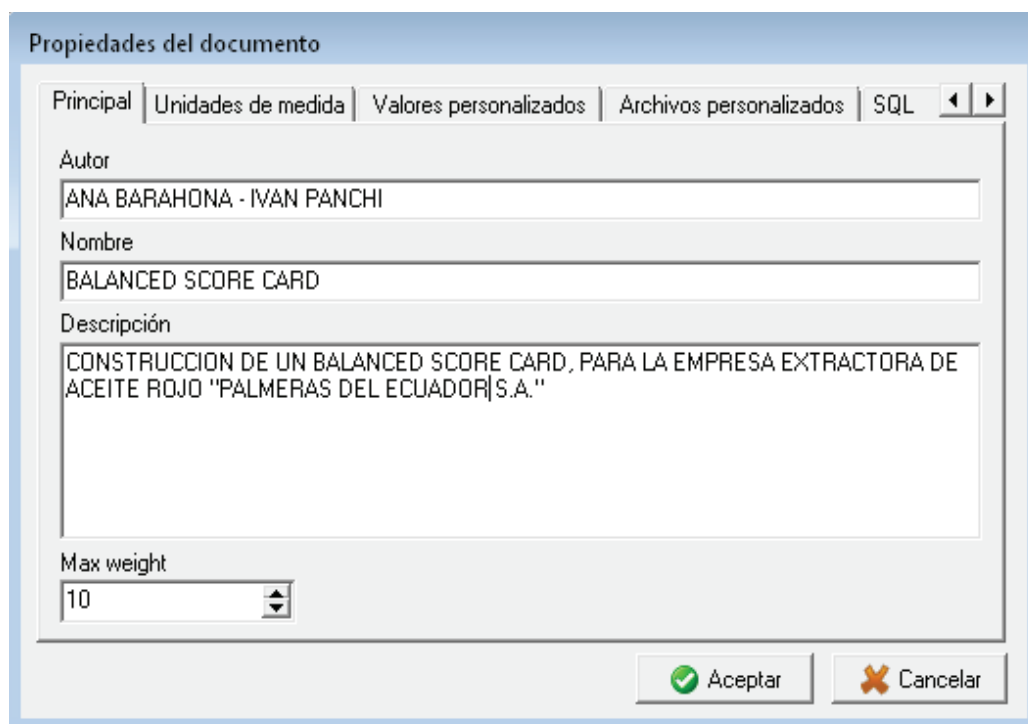 Propiedades del documento
Principal Unidades de medida Valores personalizados Archivos personalizados SQL
Autor
ANA BARAHONA - IVAN PANCHI
Nombre
BALANCED SCORE CARD
Descripción
CONSTRUCCION DE UN BALANCED SCORE CARD, PARA LA EMPRESA EXTRACTORA DE
ACEITE ROJO "PALMERAS DEL ECUADOR S.A."
Max weight
10
Aceptar Cancelar